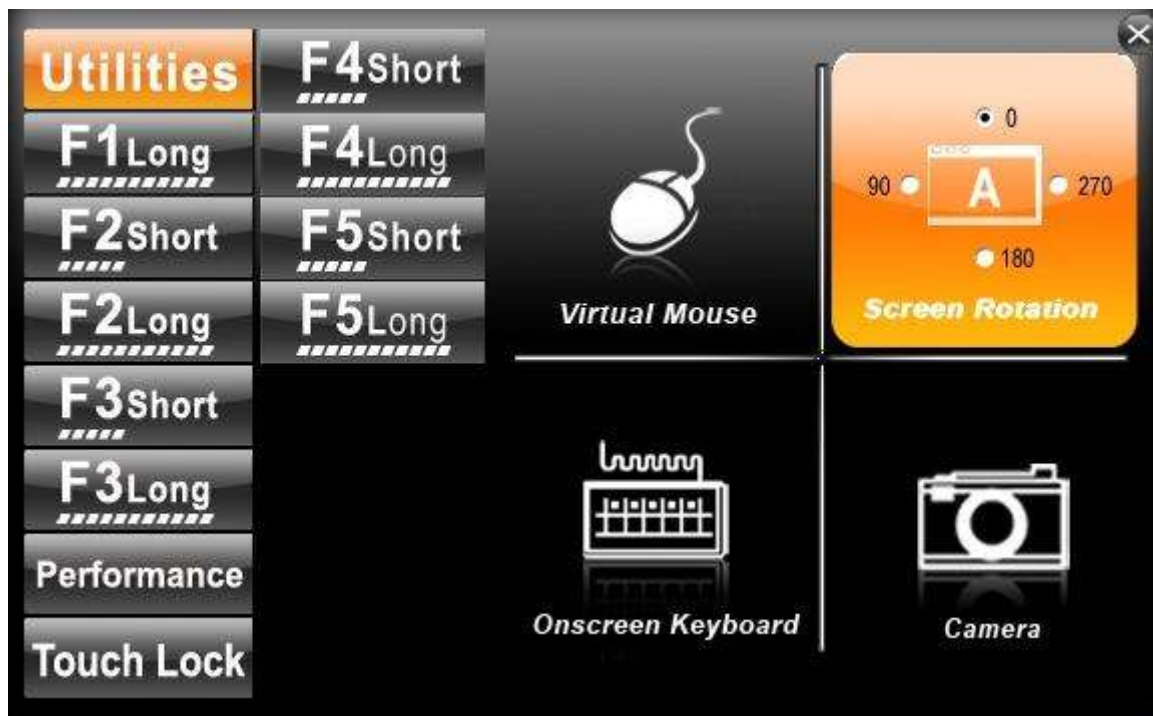 Utilities
F1Long
F2Short
F2Long
F3Short
F3Long
Performance
Touch Lock
F4Short
F4Long
F5Short
F5Long
Virtual Mouse
0
90
A
270
180
Screen Rotation
Onscreen Keyboard
Camera